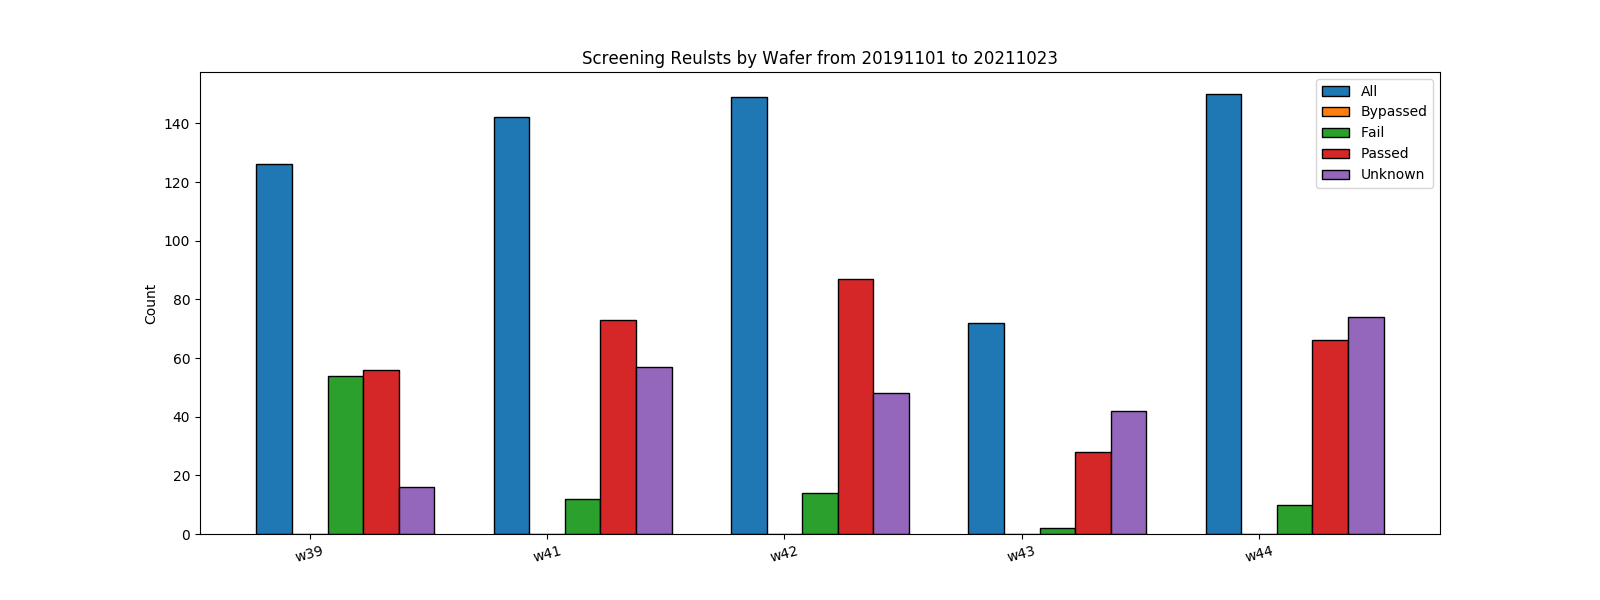 Screening Reulsts by Wafer from 20191101 to 20211023
All
Bypassed
Fail
Passed
Unknown
Count
140
120
100
80
60
40
20
0
w39
w41
w42
w43
w44